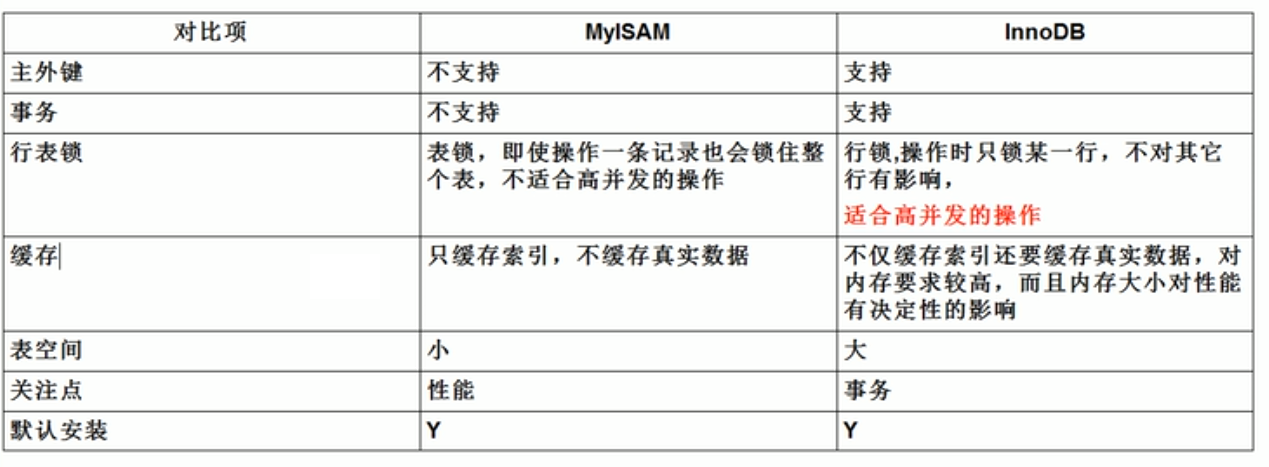 对比项 MyISAM InnoDB
主外键 不支持 支持
事务 不支持 支持
行表锁 表锁，即使操作一条记录也会锁住整 行锁,操作时只锁某一行，不对其它
个表，不适合高并发的操作 行有影响，
适合高并发的操作
缓存 只缓存索引，不缓存真实数据 不仅缓存索引还要缓存真实数据，对
内存要求较高，而且内存大小对性能
有决定性的影响
表空间 小 大
关注点 性能 事务
默认安装 Y Y